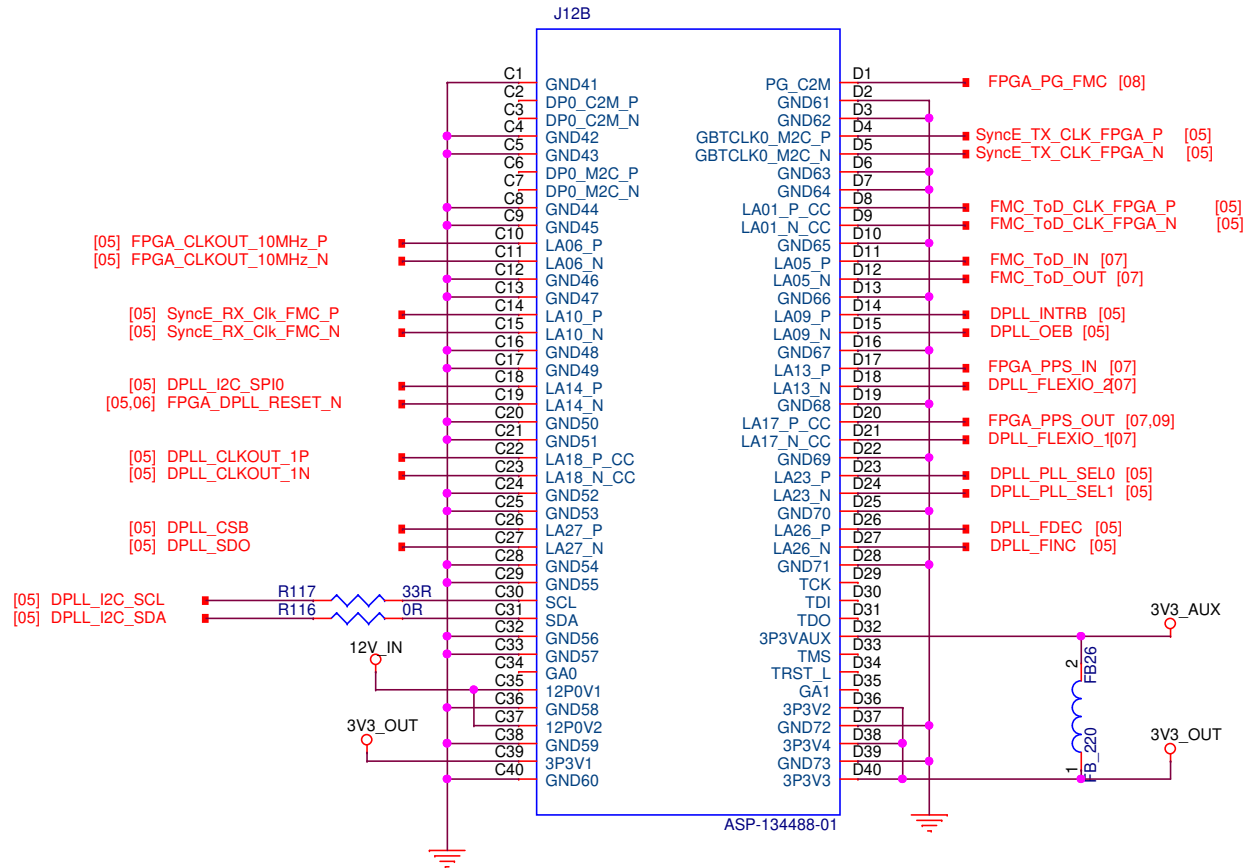 J12B
C1 GND41
C2 DP0_C2M_P
C3 DP0_C2M_N
C4 GND42
C5 GND43
C6 DP0_M2C_P
C7 DP0_M2C_N
C8 GND44
C9 GND45
[05] FPGA_CLKOUT_10MHz_P C10 LA06_P
[05] FPGA_CLKOUT_10MHz_N C11 LA06_N
C12 GND46
C13 GND47
[05] SyncE_RX_Clk_FMC_P C14 LA10_P
[05] SyncE_RX_Clk_FMC_N C15 LA10_N
C16 GND48
C17 GND49
[05] DPLL_I2C_SPI0 C18 LA14_P
[05,06] FPGA_DPLL_RESET_N C19 LA14_N
C20 GND50
C21 GND51
[05] DPLL_CLKOUT_1P C22 LA18_P_CC
[05] DPLL_CLKOUT_1N C23 LA18_N_CC
C24 GND52
C25 GND53
[05] DPLL_CSB C26 LA27_P
[05] DPLL_SDO C27 LA27_N
C28 GND54
C29 GND55
[05] DPLL_I2C_SCL R117 33R C30 SCL
[05] DPLL_I2C_SDA R116 0R C31 SDA
C32 GND56
12V_IN C33 GND57
C34 GA0
C35 12P0V1
C36 GND58
C37 12P0V2
3V3_OUT C38 GND59
C39 3P3V1
C40 GND60
PG_C2M D1 FPGA_PG_FMC [08]
GND61 D2
GND62 D3
GBTCLK0_M2C_P D4 SyncE_TX_CLK_FPGA_P [05]
GBTCLK0_M2C_N D5 SyncE_TX_CLK_FPGA_N [05]
GND63 D6
GND64 D7
LA01_P_CC D8 FMC_ToD_CLK_FPGA_P [05]
LA01_N_CC D9 FMC_ToD_CLK_FPGA_N [05]
GND65 D10
LA05_P D11 FMC_ToD_IN [07]
LA05_N D12 FMC_ToD_OUT [07]
GND66 D13
LA09_P D14 DPLL_INTRB [05]
LA09_N D15 DPLL_OEB [05]
GND67 D16
LA13_P D17 FPGA_PPS_IN [07]
LA13_N D18 DPLL_FLEXIO_2[07]
GND68 D19
LA17_P_CC D20 FPGA_PPS_OUT [07,09]
LA17_N_CC D21 DPLL_FLEXIO_1[07]
GND69 D22
LA23_P D23 DPLL_PLL_SEL0 [05]
LA23_N D24 DPLL_PLL_SEL1 [05]
GND70 D25
LA26_P D26 DPLL_FDEC [05]
LA26_N D27 DPLL_FINC [05]
GND71 D28
TCK D29
TDI D30
TDO D31
3P3VAUX D32 3V3_AUX
TMS D33
TRST_L D34
GA1 D35
3P3V2 D36
GND72 D37
3P3V4 D38
GND73 D39
3P3V3 D40 3V3_OUT
2 FB26
1 FB_220
ASP-134488-01